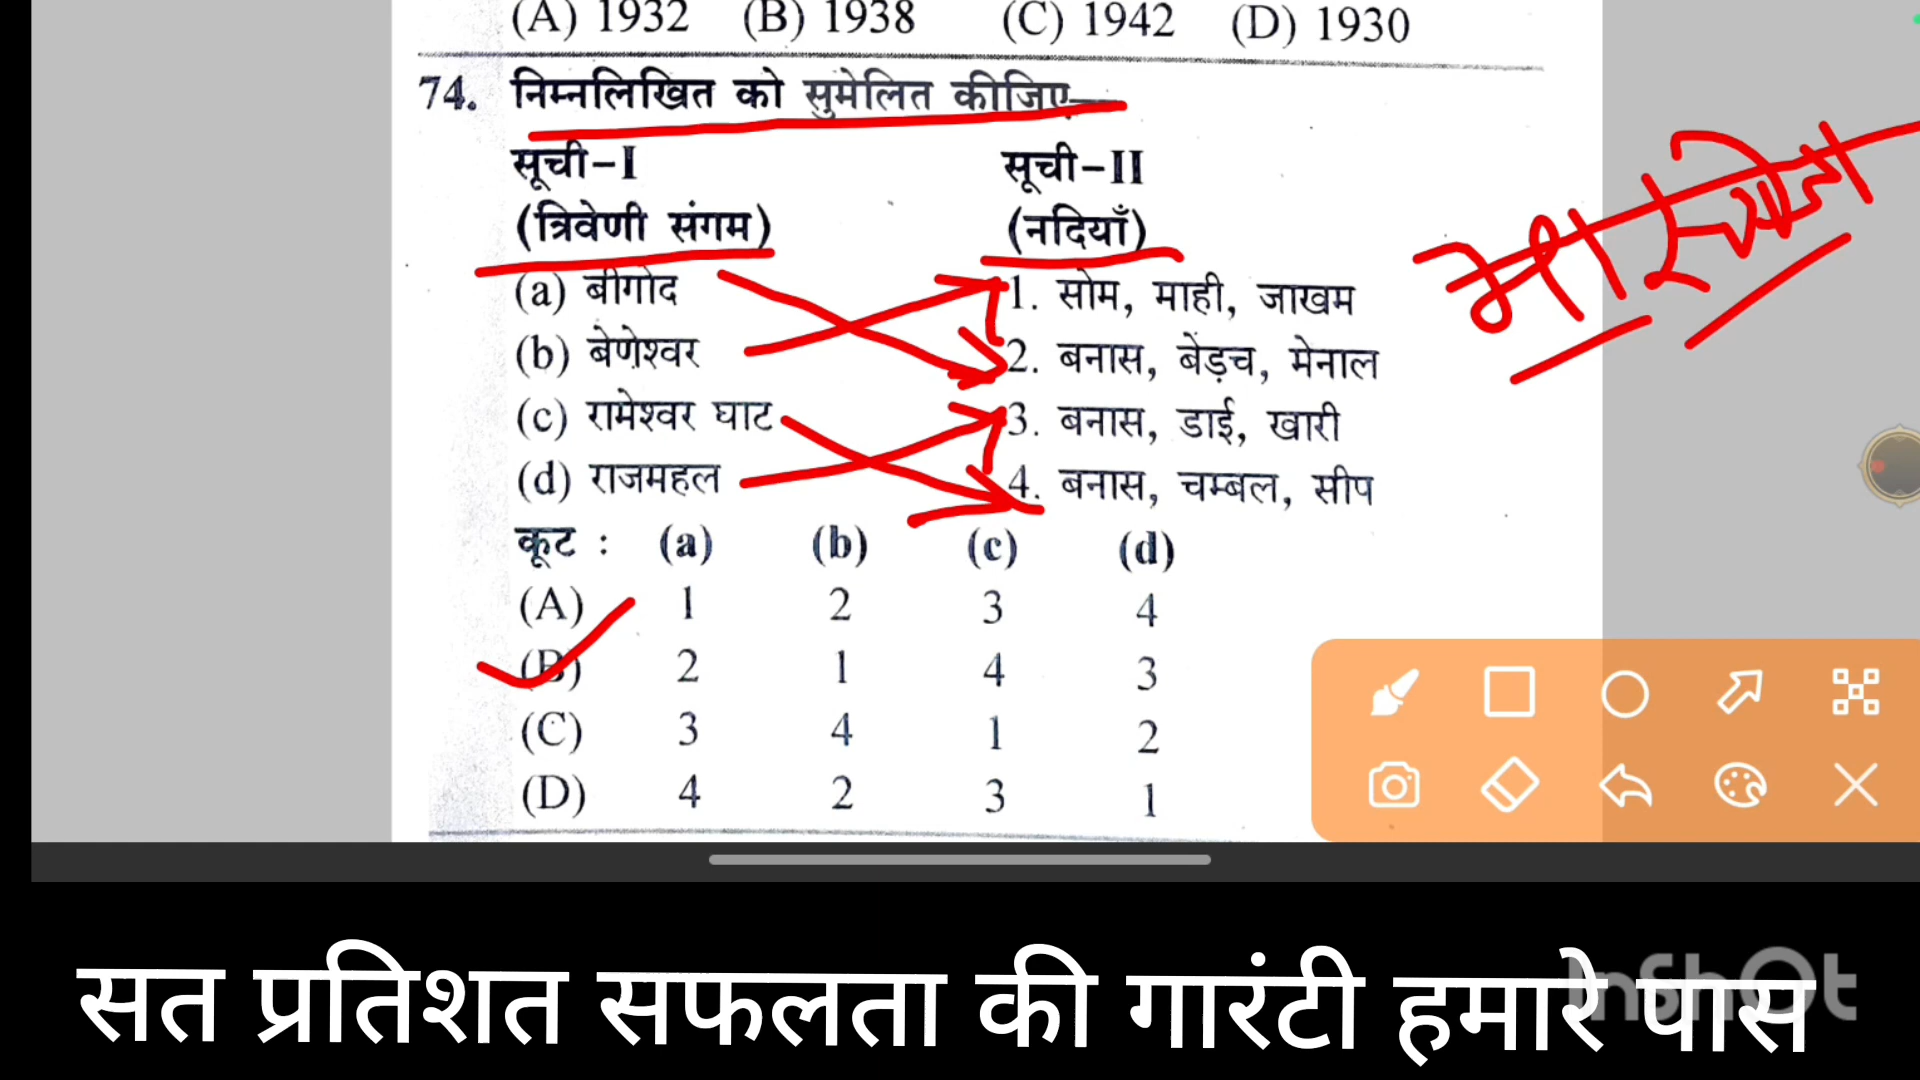 (A) 1932 (B) 1938 (C) 1942 (D) 1930
74. निम्नलिखित को सुमेलित कीजिए—
सूची-I सूची-II
(त्रिवेणी संगम) (नदियाँ)
(a) बीगोद 1. सोम, माही, जाखम
(b) बेणेश्वर 2. बनास, बेंड़च, मेनाल
(c) रामेश्वर घाट 3. बनास, डाई, खारी
(d) राजमहल 4. बनास, चम्बल, सीप
कूट : (a) (b) (c) (d)
(A) 1 2 3 4
(B) 2 1 4 3
(C) 3 4 1 2
(D) 4 2 3 1
सत प्रतिशत सफलता की गारंटी हमारे पास
InShOt